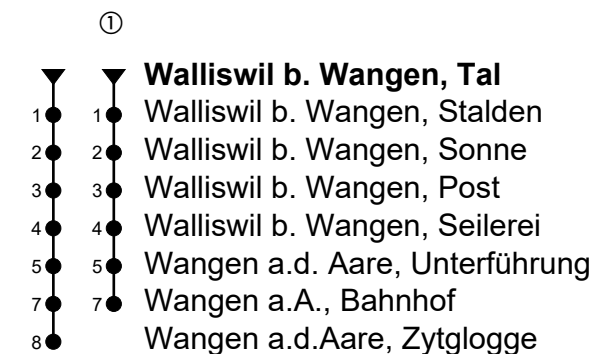 ①
Walliswil b. Wangen, Tal
1 1 Walliswil b. Wangen, Stalden
2 2 Walliswil b. Wangen, Sonne
3 3 Walliswil b. Wangen, Post
4 4 Walliswil b. Wangen, Seilerei
5 5 Wangen a.d. Aare, Unterführung
7 7 Wangen a.A., Bahnhof
8 Wangen a.d.Aare, Zytglogge